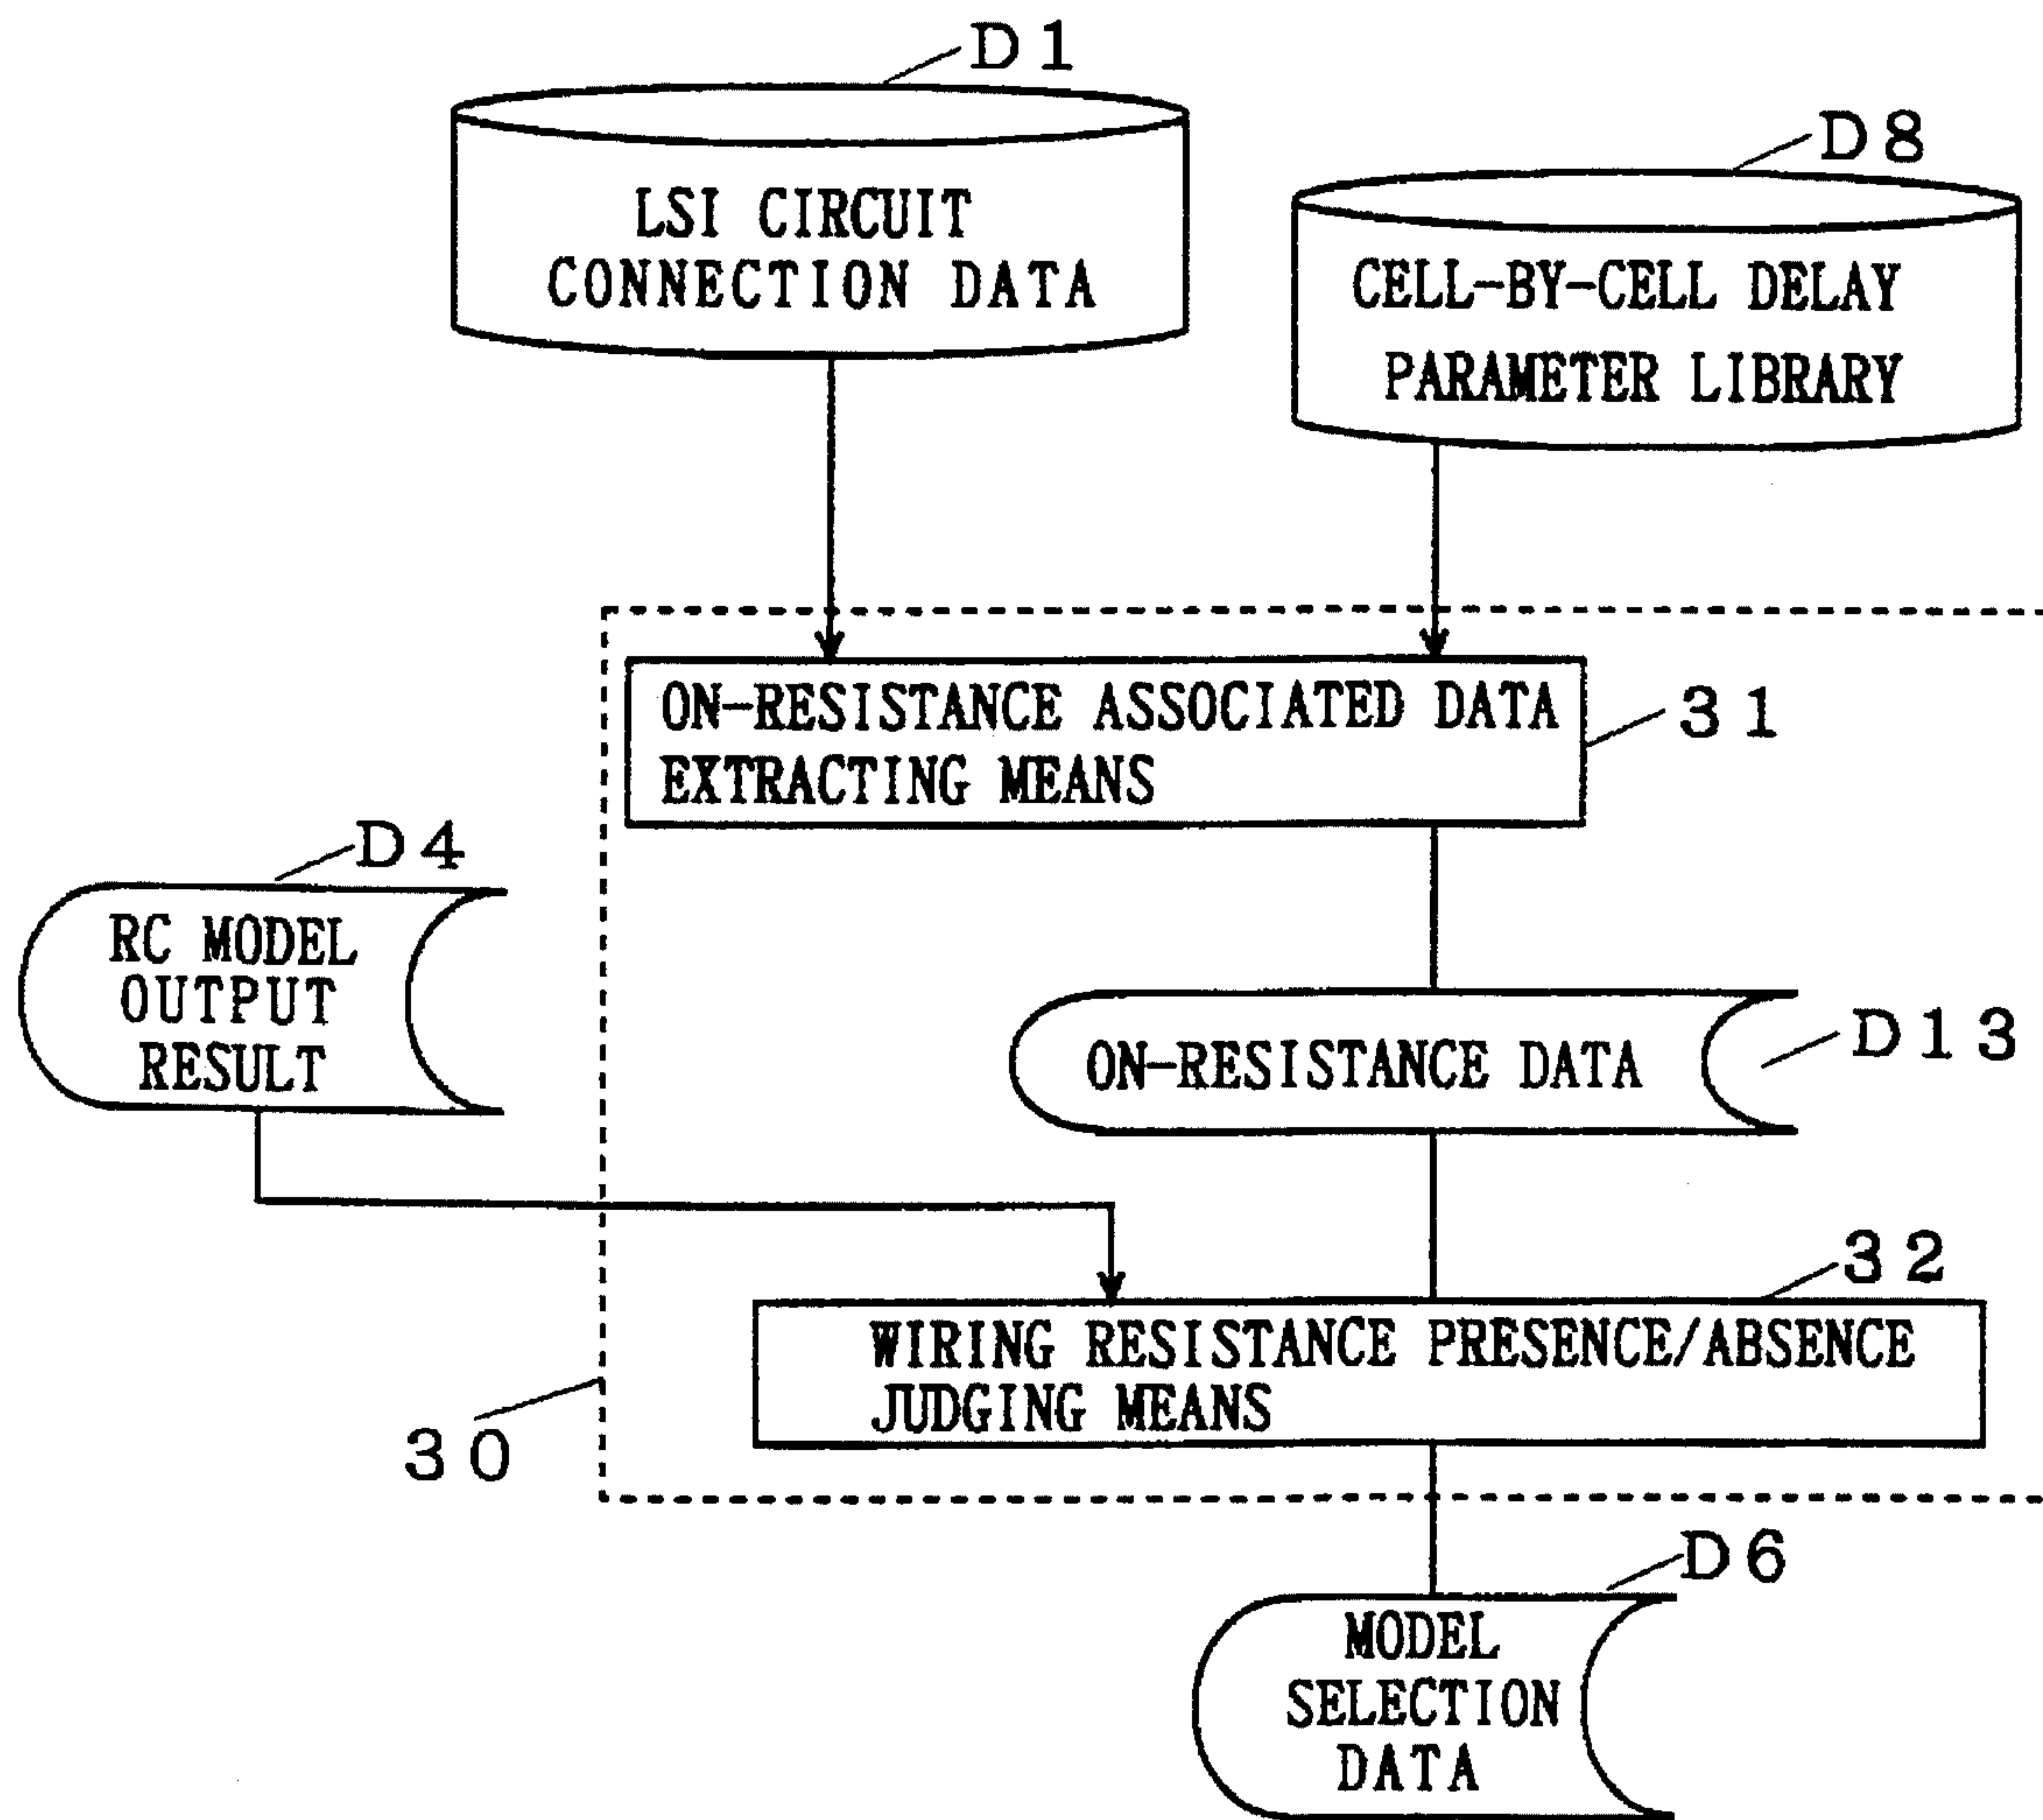 D1
LSI CIRCUIT
CONNECTION DATA
D8
CELL-BY-CELL DELAY
PARAMETER LIBRARY
ON-RESISTANCE ASSOCIATED DATA
EXTRACTING MEANS
31
D4
RC MODEL
OUTPUT
RESULT
ON-RESISTANCE DATA
D13
32
WIRING RESISTANCE PRESENCE/ABSENCE
JUDGING MEANS
30
D6
MODEL
SELECTION
DATA